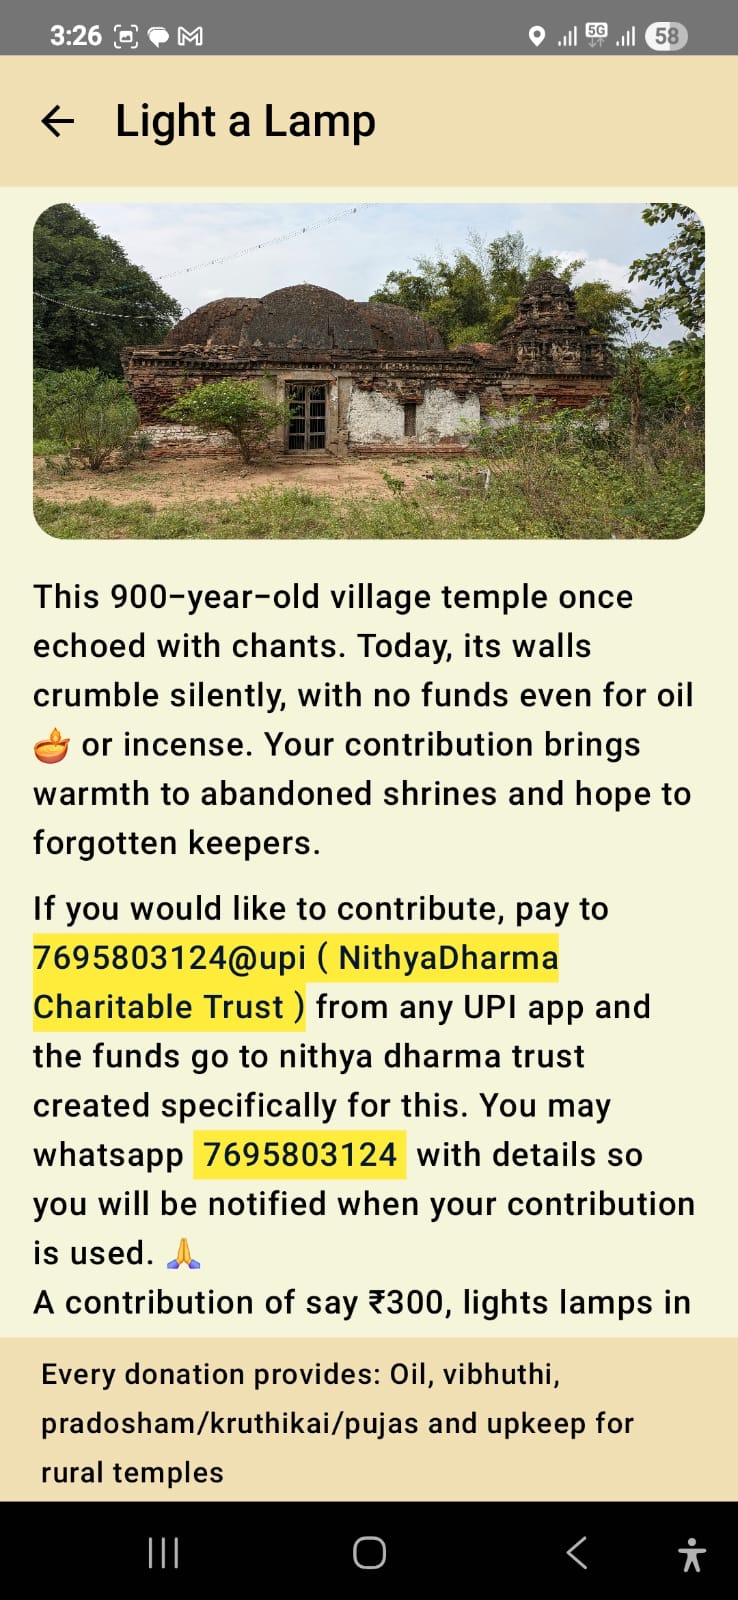 3:26
5G
58
Light a Lamp
This 900-year-old village temple once
echoed with chants. Today, its walls
crumble silently, with no funds even for oil
🪔 or incense. Your contribution brings
warmth to abandoned shrines and hope to
forgotten keepers.
If you would like to contribute, pay to
7695803124@upi ( NithyaDharma
Charitable Trust ) from any UPI app and
the funds go to nithya dharma trust
created specifically for this. You may
whatsapp 7695803124 with details so
you will be notified when your contribution
is used. 🙏
A contribution of say ₹300, lights lamps in
Every donation provides: Oil, vibhuthi,
pradosham/kruthikai/pujas and upkeep for
rural temples